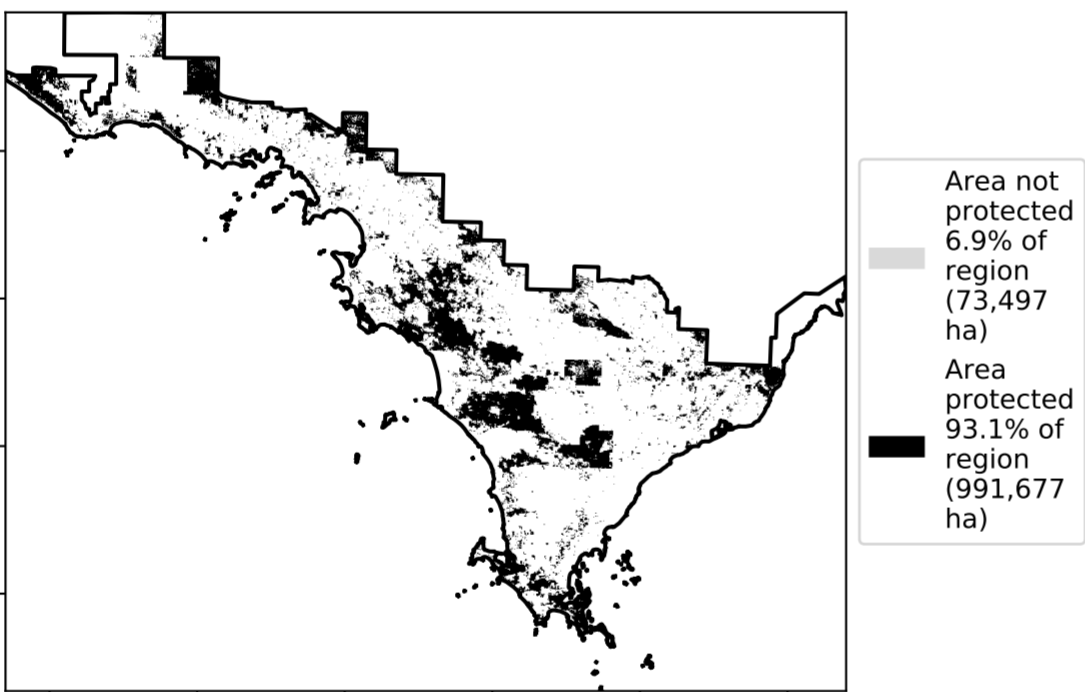 Area not
protected
6.9% of
region
(73,497
ha)
Area
protected
93.1% of
region
(991,677
ha)